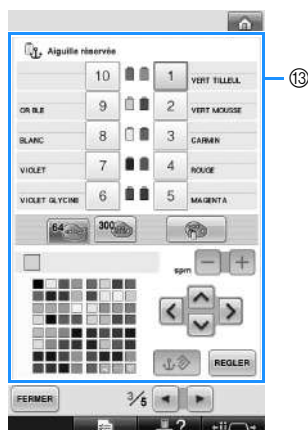 Aiguille réservée
10 1 VERT TILLEUL
OR BLE 9 2 VERT MOUSSE
BLANC 8 3 CARMIN
VIOLET 7 4 ROUGE
VIOLET GLYCINE 6 5 MAGENTA
64 300
spm - +
REGLER
FERMER 3/5
?
⑬